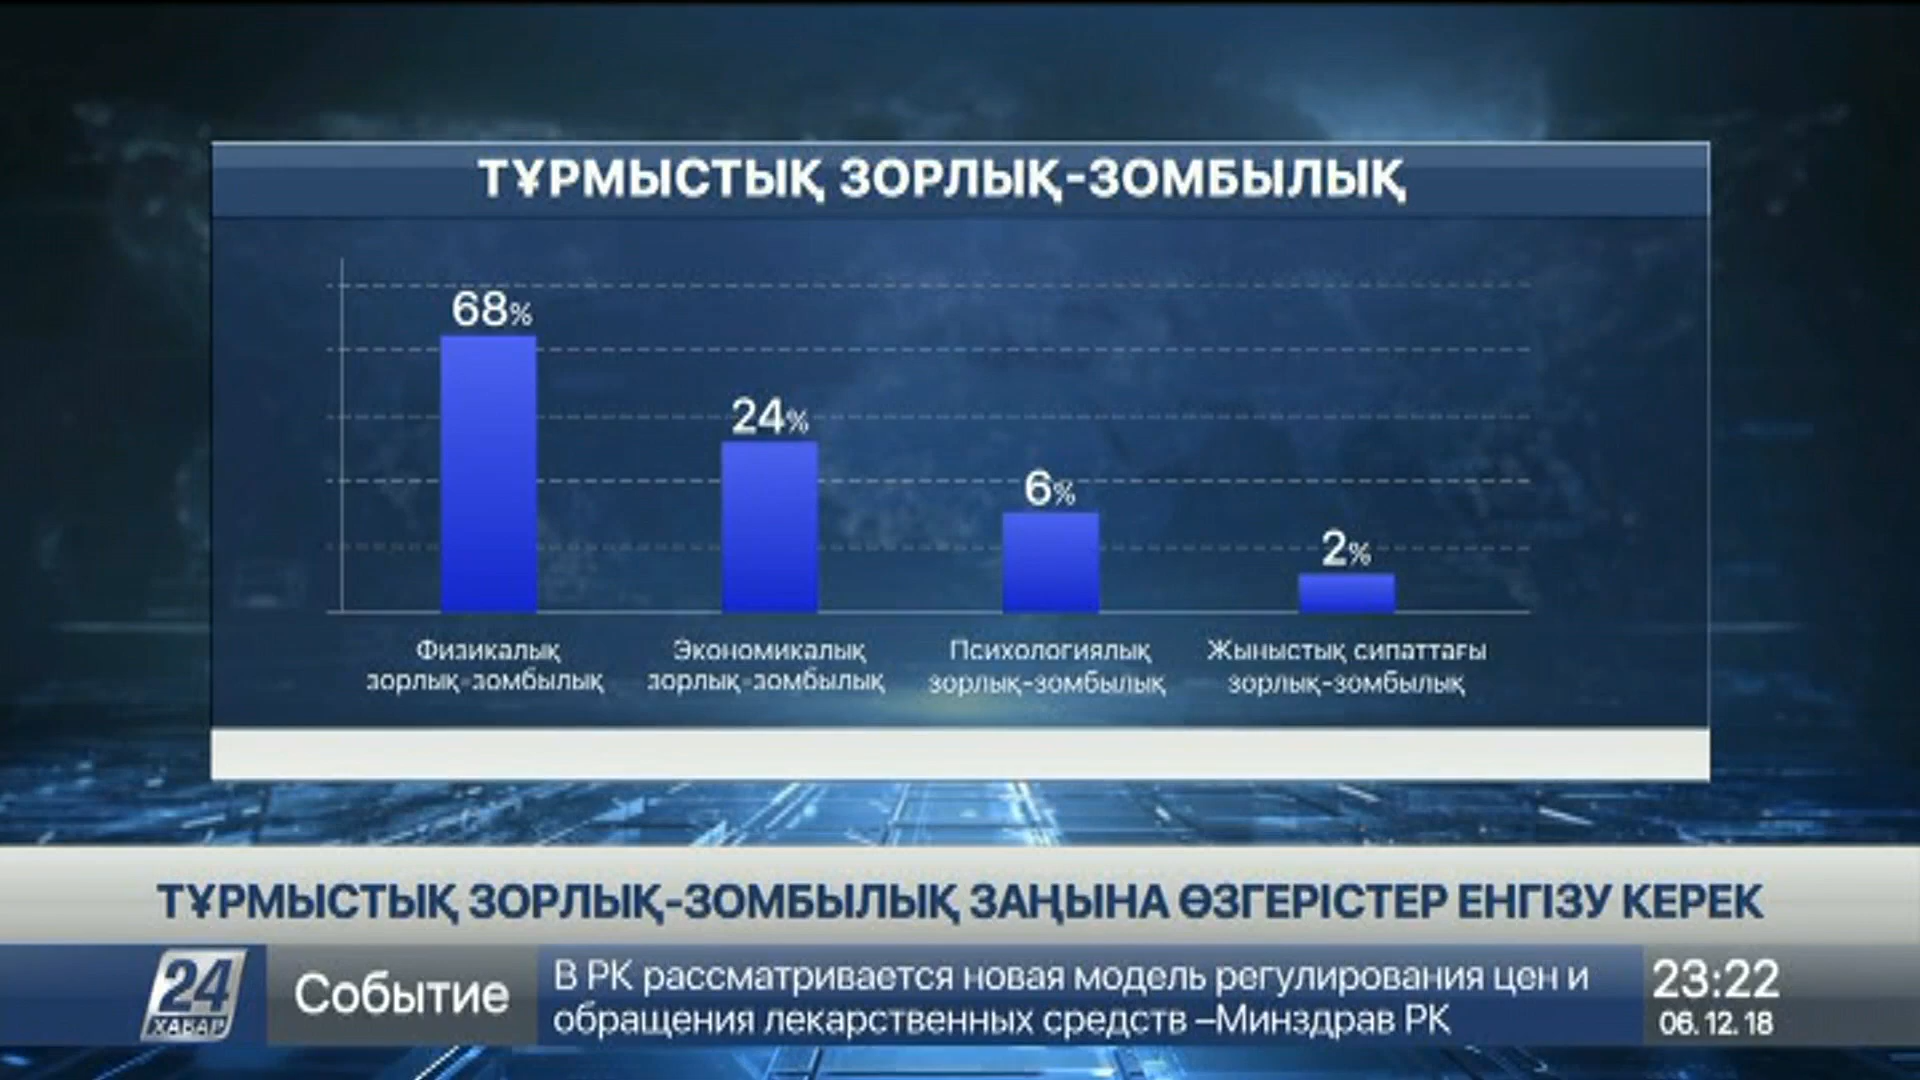 ТҰРМЫСТЫҚ ЗОРЛЫҚ-ЗОМБЫЛЫҚ
68%
24%
6%
2%
Физикалық
зорлық-зомбылық
Экономикалық
зорлық-зомбылық
Психологиялық
зорлық-зомбылық
Жыныстық сипаттағы
зорлық-зомбылық
ТҰРМЫСТЫҚ ЗОРЛЫҚ-ЗОМБЫЛЫҚ ЗАҢЫНА ӨЗГЕРІСТЕР ЕНГІЗУ КЕРЕК
24
ХАБАР
Событие
В РК рассматривается новая модель регулирования цен и
обращения лекарственных средств –Минздрав РК
23:22
06. 12. 18